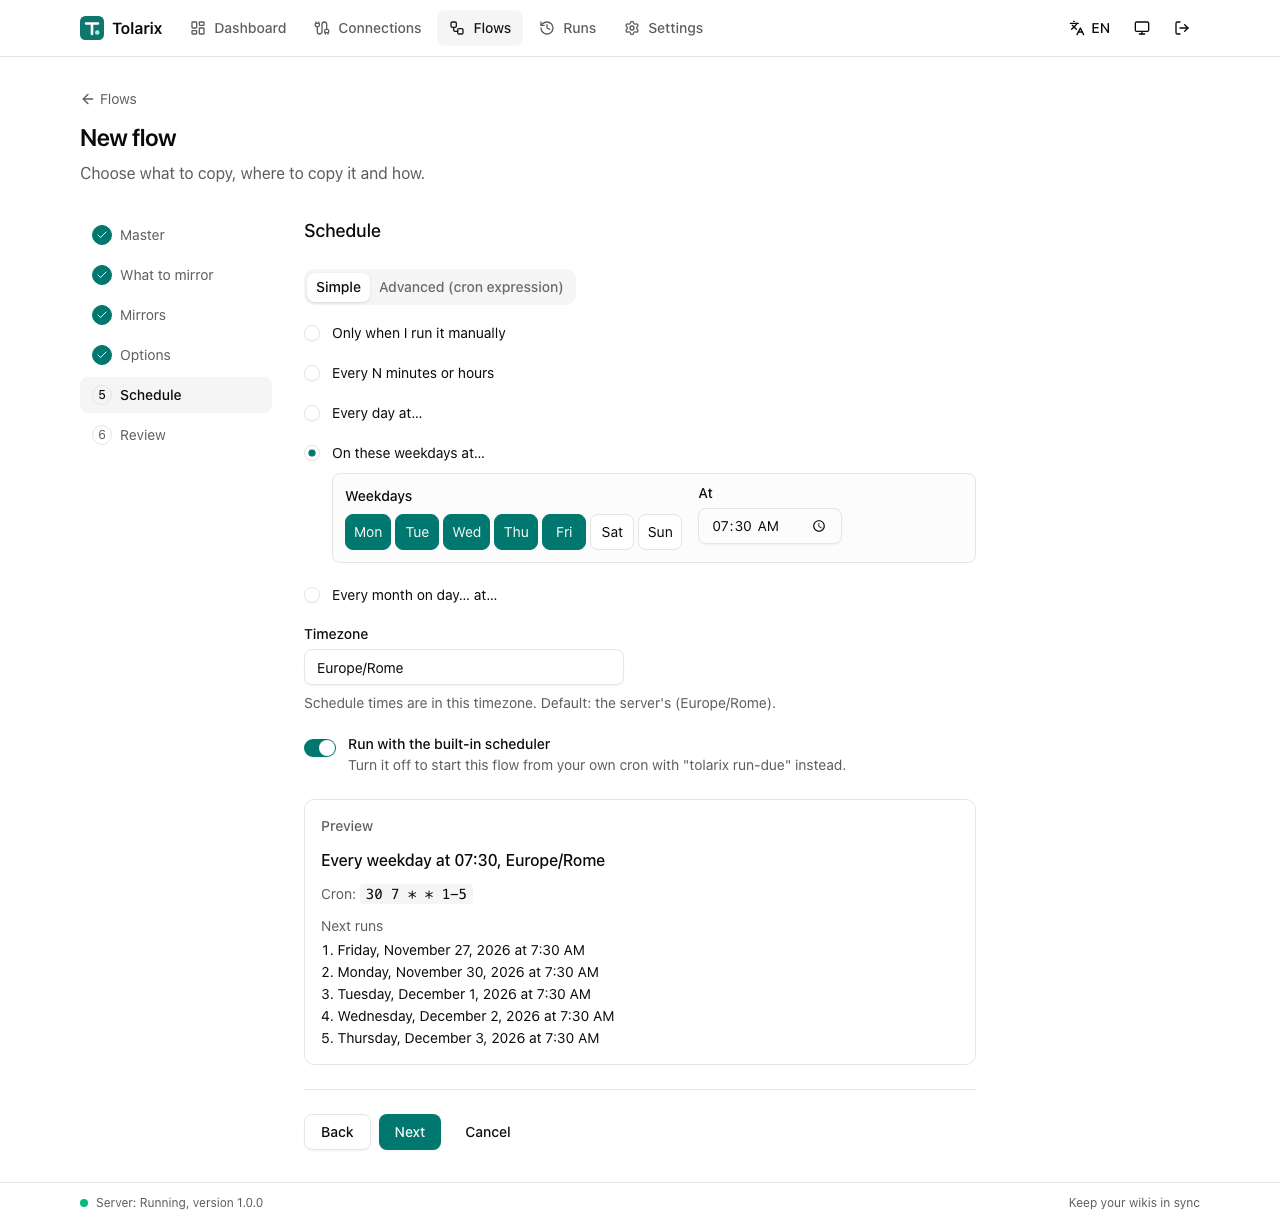 Tolarix
Dashboard
Connections
Flows
Runs
Settings
EN
Flows
New flow
Choose what to copy, where to copy it and how.
Master
What to mirror
Mirrors
Options
5 Schedule
6 Review
Schedule
Simple
Advanced (cron expression)
Only when I run it manually
Every N minutes or hours
Every day at...
On these weekdays at...
Weekdays
Mon Tue Wed Thu Fri Sat Sun
At
07:30 AM
Every month on day... at...
Timezone
Europe/Rome
Schedule times are in this timezone. Default: the server's (Europe/Rome).
Run with the built-in scheduler
Turn it off to start this flow from your own cron with "tolarix run-due" instead.
Preview
Every weekday at 07:30, Europe/Rome
Cron: 30 7 * * 1-5
Next runs
1. Friday, November 27, 2026 at 7:30 AM
2. Monday, November 30, 2026 at 7:30 AM
3. Tuesday, December 1, 2026 at 7:30 AM
4. Wednesday, December 2, 2026 at 7:30 AM
5. Thursday, December 3, 2026 at 7:30 AM
Back
Next
Cancel
Server: Running, version 1.0.0
Keep your wikis in sync